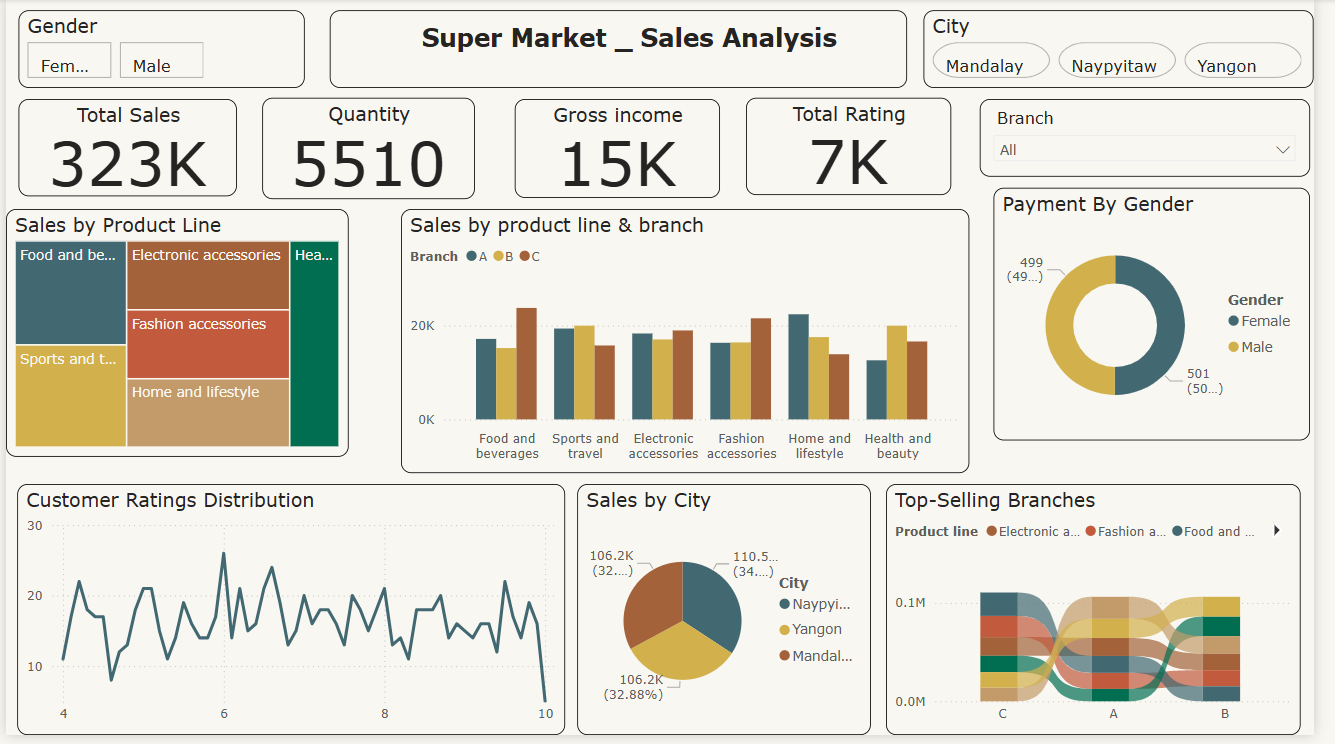 Gender
Fem...
Male
Super Market _ Sales Analysis
City
Mandalay
Naypyitaw
Yangon
Total Sales
323K
Quantity
5510
Gross income
15K
Total Rating
7K
Branch
All
Sales by Product Line
Food and be...
Electronic accessories
Hea...
Fashion accessories
Sports and t...
Home and lifestyle
Sales by product line & branch
Branch A B C
20K
0K
Food and
beverages
Sports and
travel
Electronic
accessories
Fashion
accessories
Home and
lifestyle
Health and
beauty
Payment By Gender
499
(49...)
501
(50...)
Gender
Female
Male
Customer Ratings Distribution
30
20
10
4 6 8 10
Sales by City
106.2K
(32....)
110.5...
(34....)
106.2K
(32.88%)
City
Naypyi...
Yangon
Mandal...
Top-Selling Branches
Product line Electronic a... Fashion a... Food and ...
0.1M
0.0M
C A B